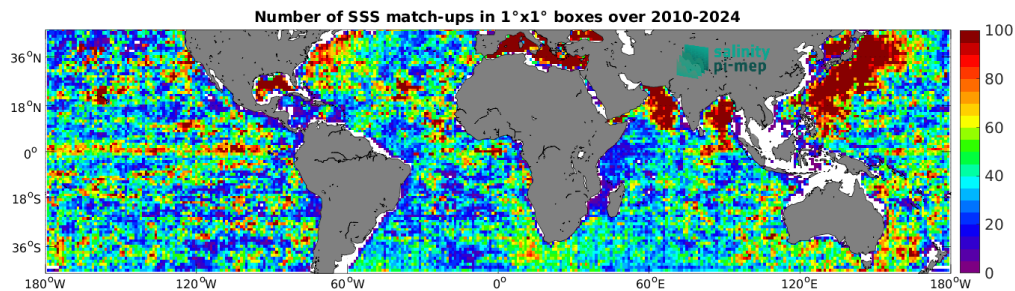 Number of SSS match-ups in 1°x1° boxes over 2010-2024
salinity
pi-mep
36°N
18°N
0°
18°S
36°S
180°W
120°W
60°W
0°
60°E
120°E
180°W
100
80
60
40
20
0